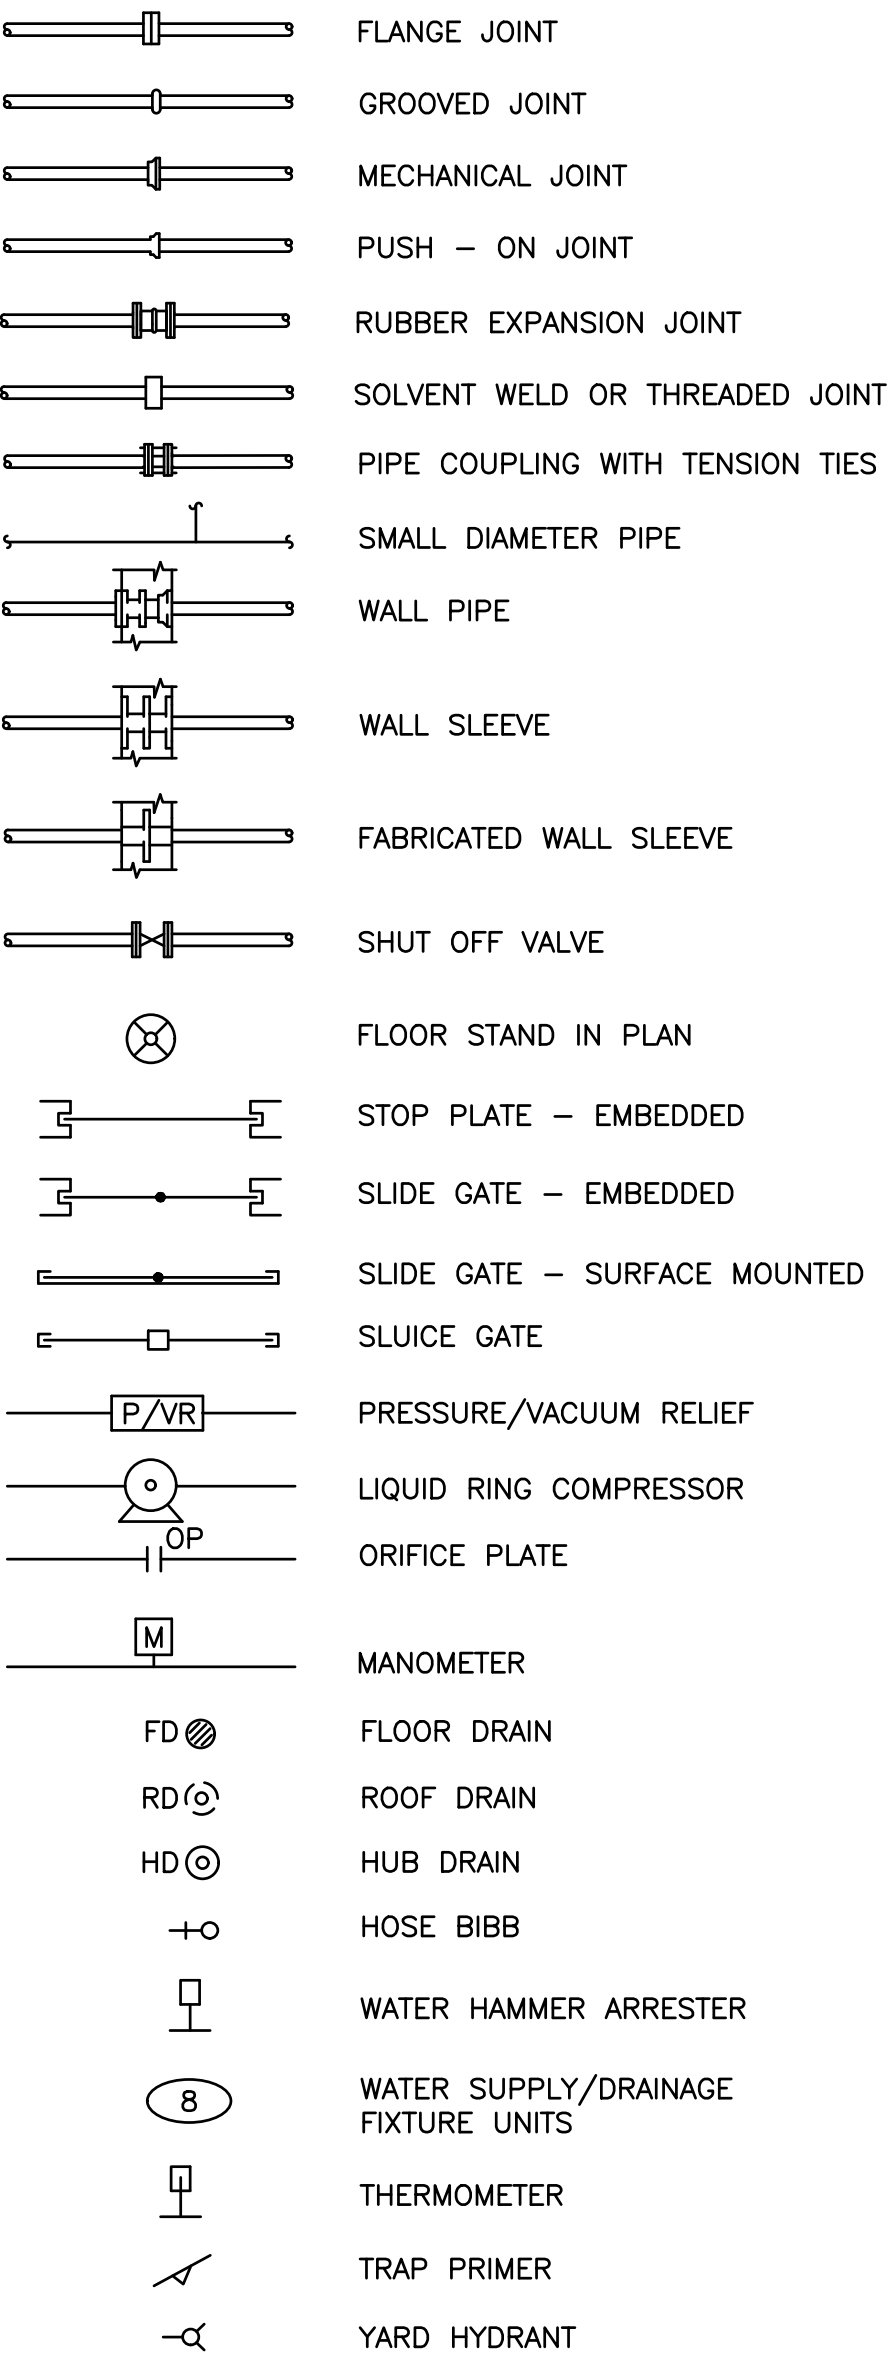 FLANGE JOINT
GROOVED JOINT
MECHANICAL JOINT
PUSH – ON JOINT
RUBBER EXPANSION JOINT
SOLVENT WELD OR THREADED JOINT
PIPE COUPLING WITH TENSION TIES
SMALL DIAMETER PIPE
WALL PIPE
WALL SLEEVE
FABRICATED WALL SLEEVE
SHUT OFF VALVE
FLOOR STAND IN PLAN
STOP PLATE – EMBEDDED
SLIDE GATE – EMBEDDED
SLIDE GATE – SURFACE MOUNTED
SLUICE GATE
P/VR PRESSURE/VACUUM RELIEF
LIQUID RING COMPRESSOR
OP ORIFICE PLATE
M MANOMETER
FD FLOOR DRAIN
RD ROOF DRAIN
HD HUB DRAIN
HOSE BIBB
WATER HAMMER ARRESTER
8 WATER SUPPLY/DRAINAGE
FIXTURE UNITS
THERMOMETER
TRAP PRIMER
YARD HYDRANT